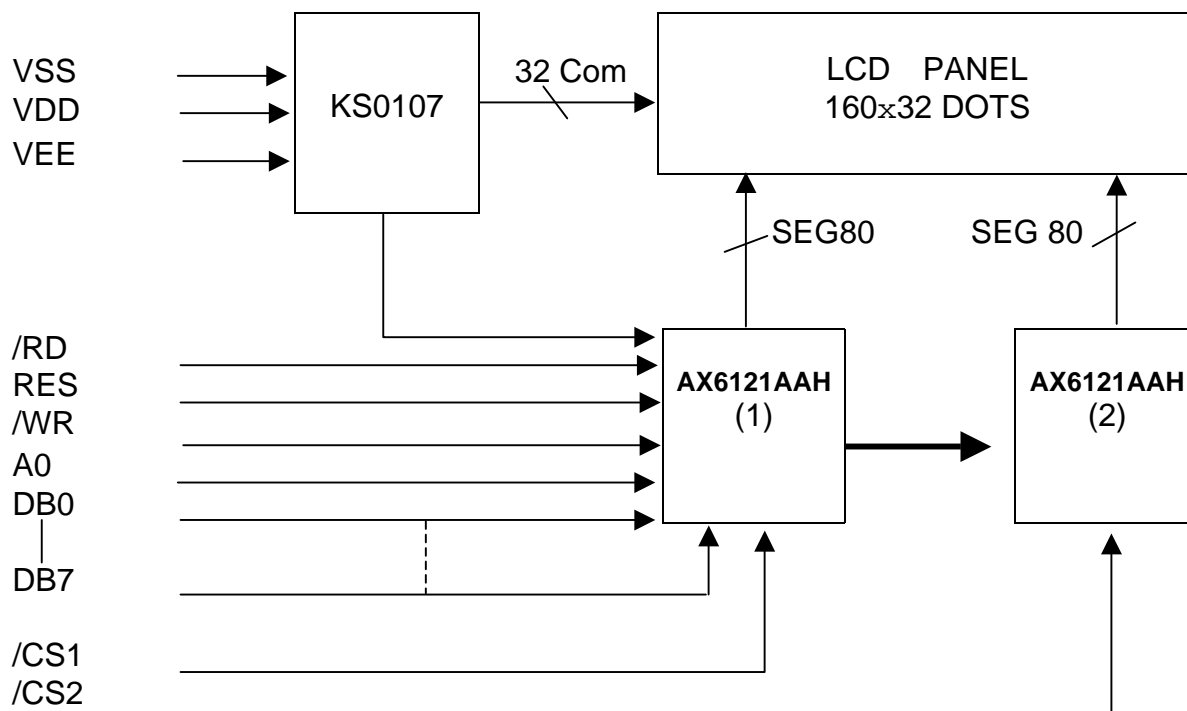 VSS
VDD
VEE
KS0107
32 Com
LCD PANEL
160x32 DOTS
SEG80
SEG 80
/RD
RES
/WR
A0
DB0
DB7
/CS1
/CS2
AX6121AAH
(1)
AX6121AAH
(2)